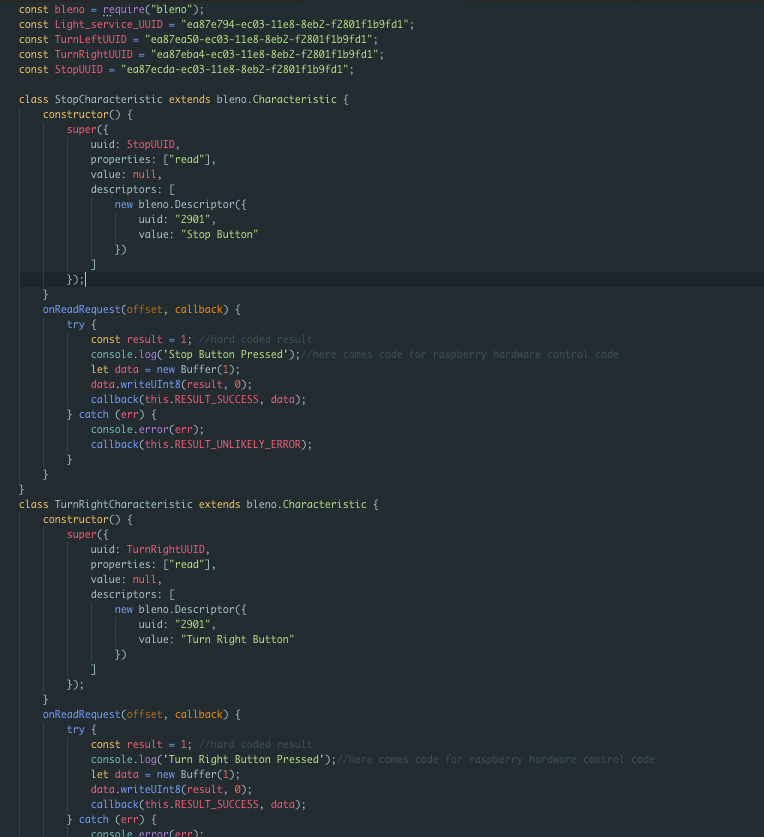 const bleno = require("bleno");
const Light_service_UUID = "ea87e794-ec03-11e8-8eb2-f2801f1b9fd1";
const TurnLeftUUID = "ea87ea50-ec03-11e8-8eb2-f2801f1b9fd1";
const TurnRightUUID = "ea87eba4-ec03-11e8-8eb2-f2801f1b9fd1";
const StopUUID = "ea87ecda-ec03-11e8-8eb2-f2801f1b9fd1";
class StopCharacteristic extends bleno.Characteristic {
constructor() {
super({
uuid: StopUUID,
properties: ["read"],
value: null,
descriptors: [
new bleno.Descriptor({
uuid: "2901",
value: "Stop Button"
})
]
});
}
onReadRequest(offset, callback) {
try {
const result = 1; //hard coded result
console.log('Stop Button Pressed');//here comes code for raspberry hardware control code
let data = new Buffer(1);
data.writeUInt8(result, 0);
callback(this.RESULT_SUCCESS, data);
} catch (err) {
console.error(err);
callback(this.RESULT_UNLIKELY_ERROR);
}
}
}
class TurnRightCharacteristic extends bleno.Characteristic {
constructor() {
super({
uuid: TurnRightUUID,
properties: ["read"],
value: null,
descriptors: [
new bleno.Descriptor({
uuid: "2901",
value: "Turn Right Button"
})
]
});
}
onReadRequest(offset, callback) {
try {
const result = 1; //hard coded result
console.log('Turn Right Button Pressed');//here comes code for raspberry hardware control code
let data = new Buffer(1);
data.writeUInt8(result, 0);
callback(this.RESULT_SUCCESS, data);
} catch (err) {
console.error(err);